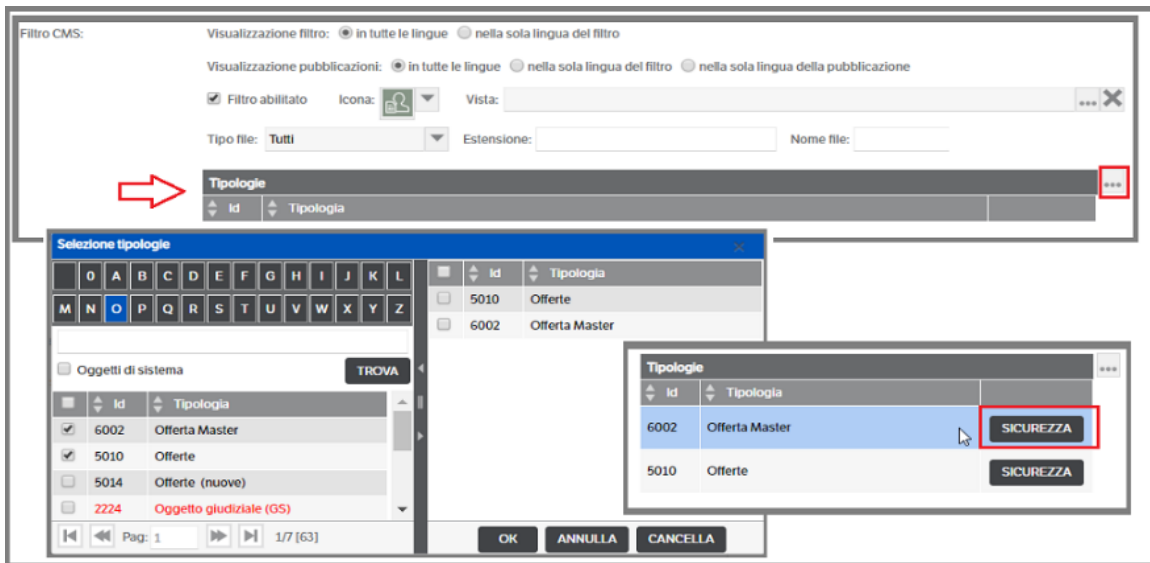 Filtro CMS: Visualizzazione filtro: in tutte le lingue nella sola lingua del filtro
Visualizzazione pubblicazioni: in tutte le lingue nella sola lingua del filtro nella sola lingua della pubblicazione
Filtro abilitato Icona: Vista: ...
Tipo file: Tutti Estensione: Nome file:
Tipologie ...
Id Tipologia
Selezione tipologie
0 A B C D E F G H I J K L
M N O P Q R S T U V W X Y Z
Oggetti di sistema TROVA
Id Tipologia
6002 Offerta Master
5010 Offerte
5014 Offerte (nuove)
2224 Oggetto giudiziale (GS)
Pag: 1 1/7 [63]
Id Tipologia
5010 Offerte
6002 Offerta Master
OK ANNULLA CANCELLA
Tipologie ...
Id Tipologia
6002 Offerta Master SICUREZZA
5010 Offerte SICUREZZA